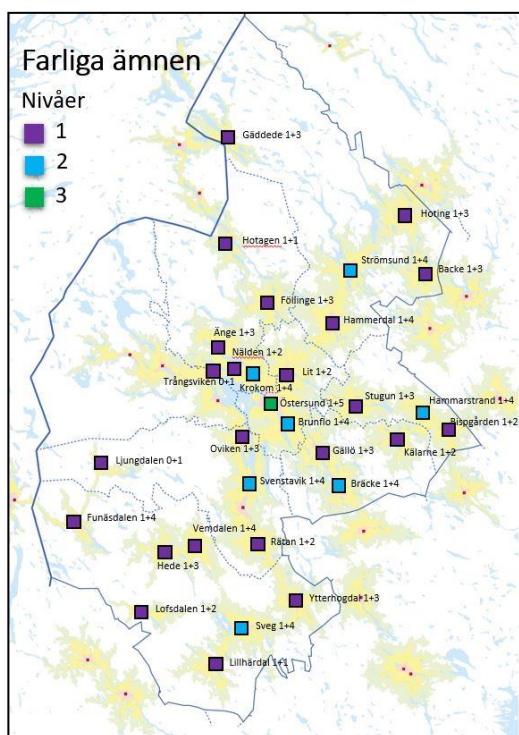 Farliga ämnen
Nivåer
1
2
3
Gäddede 1+3
Hoting 1+3
Hotagen 1+1
Strömsund 1+4
Backe 1+3
Föllinge 1+3
Hammerdal 1+4
Änge 1+3
Nälden 1+2
Trångsviken 0+1
Krokom 1+4
Lit 1+2
Östersund 1+5
Stugun 1+3
Hammarstrand 1+4
Brunflo 1+4
Bispgården 1+2
Oviken 1+3
Gällö 1+3
Kälarne 1+2
Ljungdalen 0+1
Svenstavik 1+4
Bräcke 1+4
Funäsdalen 1+4
Vemdalen 1+4
Hede 1+3
Rätan 1+2
Ytterhogdal 1+3
Lofsdalen 1+2
Sveg 1+4
Lillhärdal 1+1